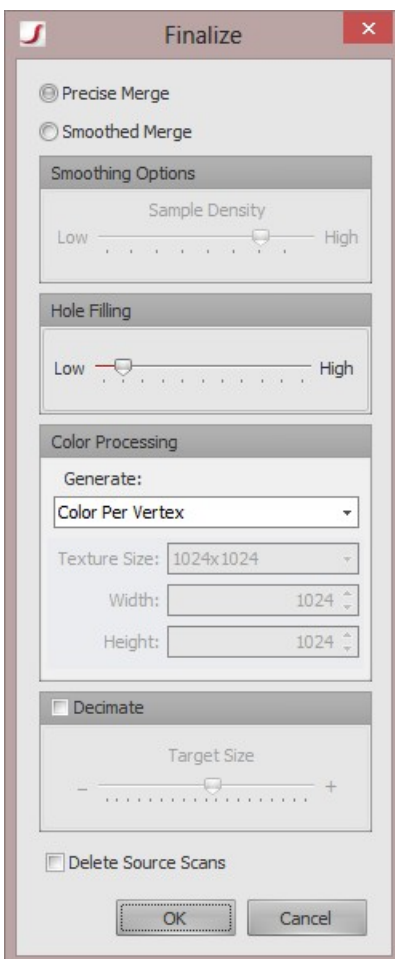 Finalize
Precise Merge
Smoothed Merge
Smoothing Options
Sample Density
Low High
Hole Filling
Low High
Color Processing
Generate:
Color Per Vertex
Texture Size: 1024x1024
Width: 1024
Height: 1024
Decimate
Target Size
- +
Delete Source Scans
OK Cancel